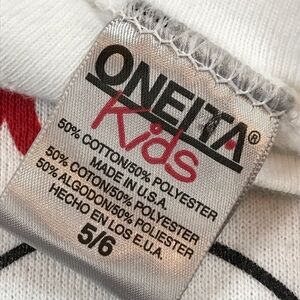 ONEITA®
Kids
50% COTTON/50% POLYESTER
MADE IN U.S.A.
50% COTON/50% POLYESTER
50% ALGODON/50% POLIESTER
HECHO EN LOS E.U.A.
5/6